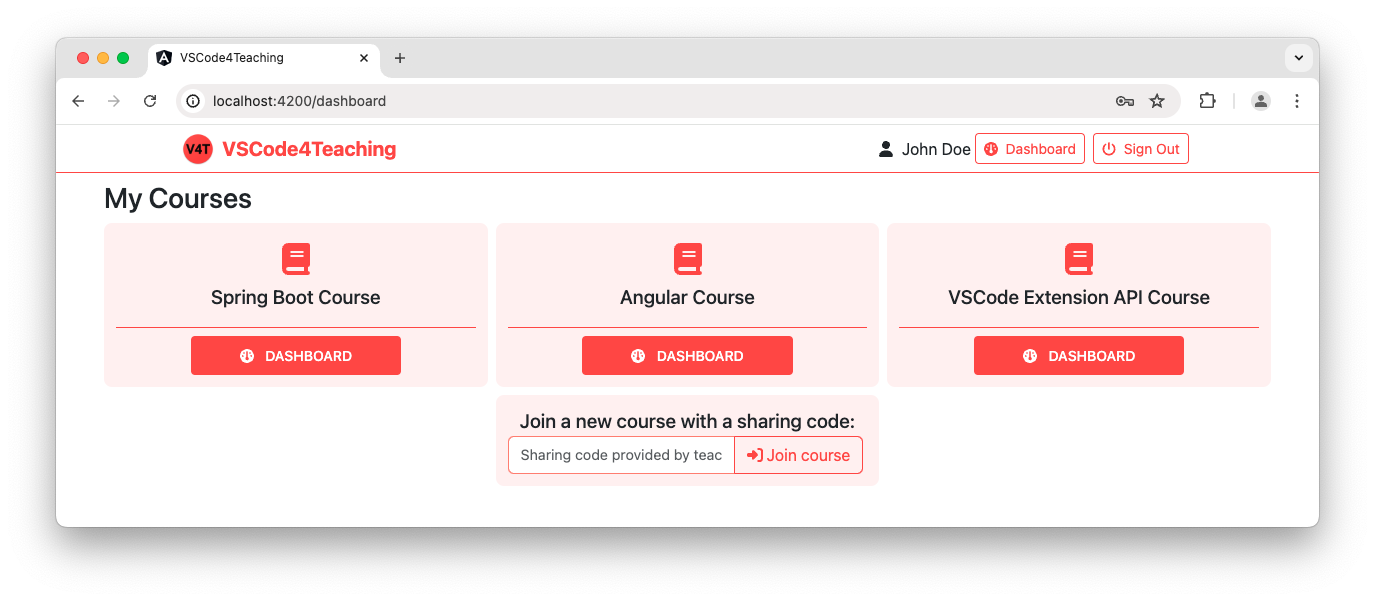 VSCode4Teaching
localhost:4200/dashboard
V4T VSCode4Teaching John Doe Dashboard Sign Out
My Courses
Spring Boot Course Angular Course VSCode Extension API Course
DASHBOARD DASHBOARD DASHBOARD
Join a new course with a sharing code:
Sharing code provided by teac Join course